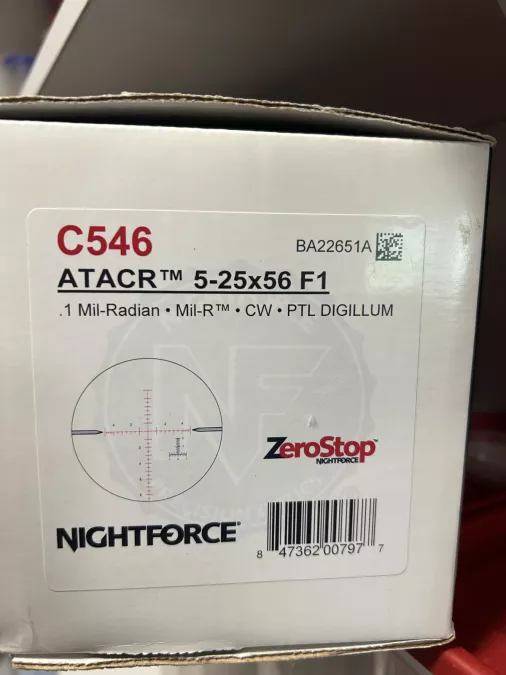 C546
BA22651A
ATACR™ 5-25x56 F1
.1 Mil-Radian • Mil-R™ • CW • PTL DIGILLUM
ZeroStop™
NIGHTFORCE
NIGHTFORCE®
8 47362 00797 7